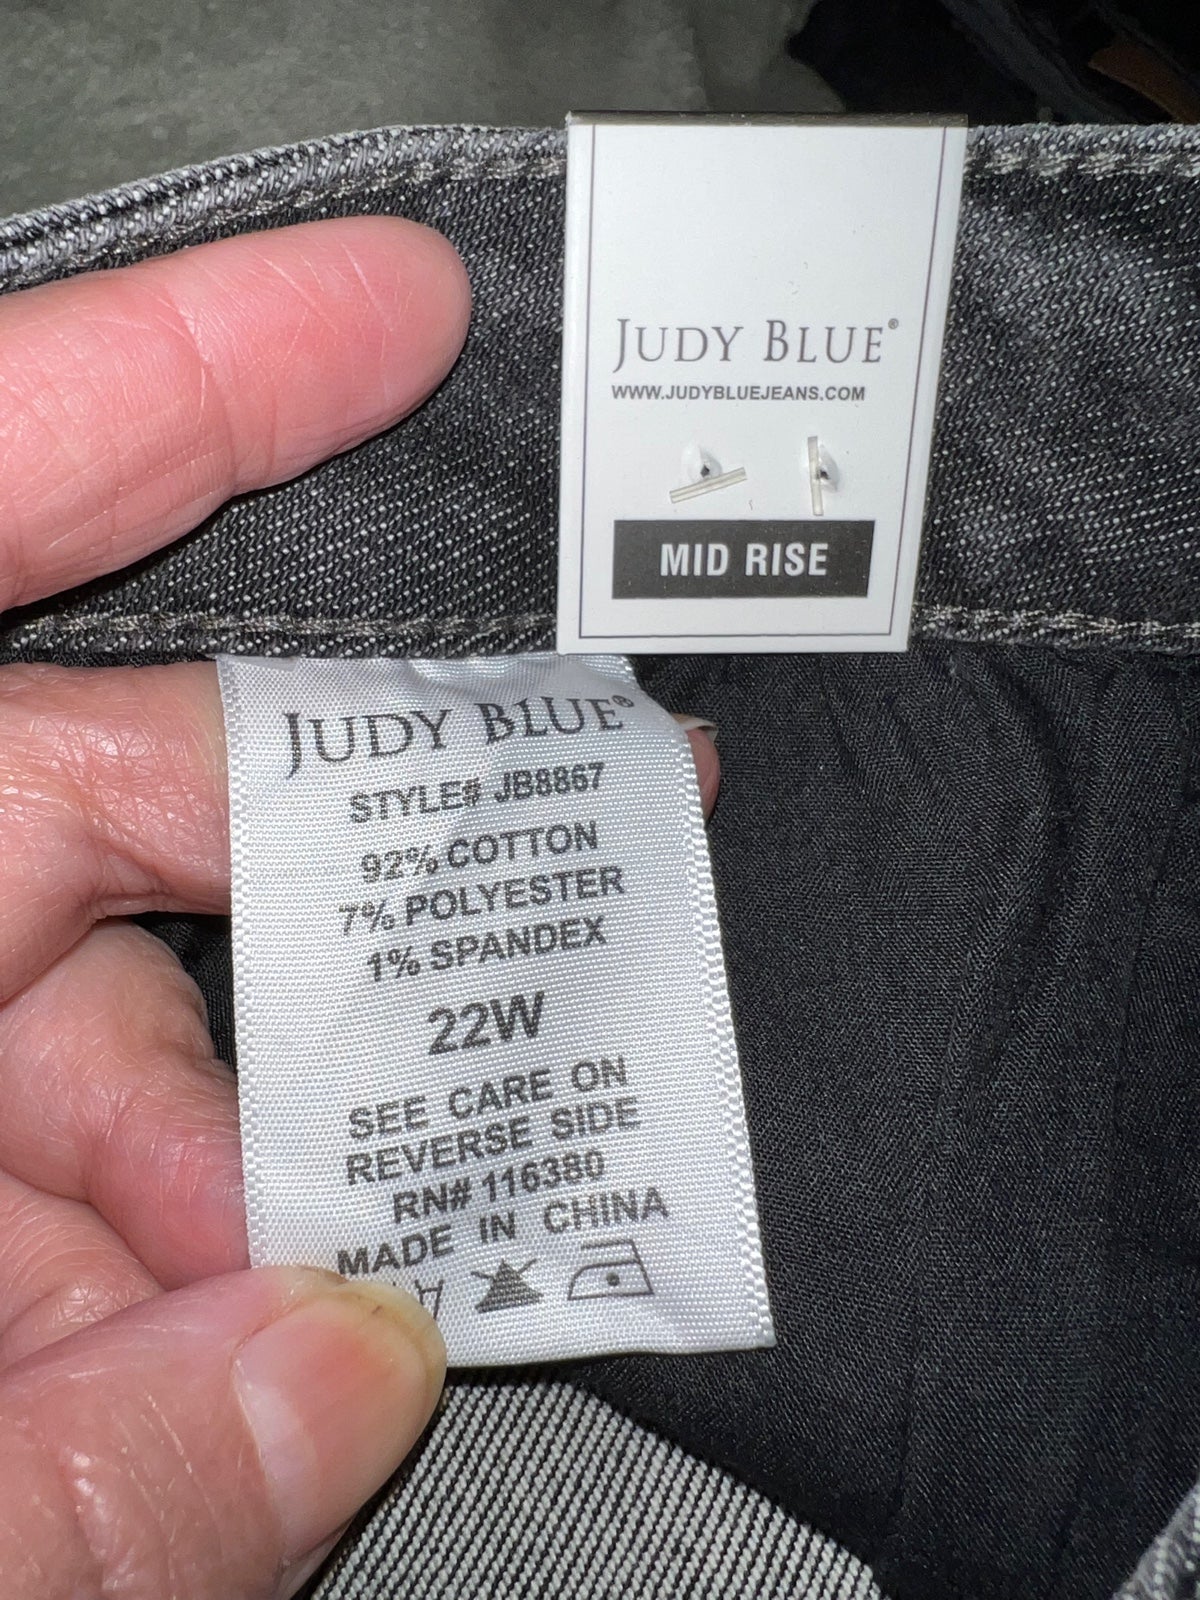 JUDY BLUE®
WWW.JUDYBLUEJEANS.COM
MID RISE
JUDY BLUE®
STYLE# JB8867
92% COTTON
7% POLYESTER
1% SPANDEX
22W
SEE CARE ON
REVERSE SIDE
RN# 116380
MADE IN CHINA